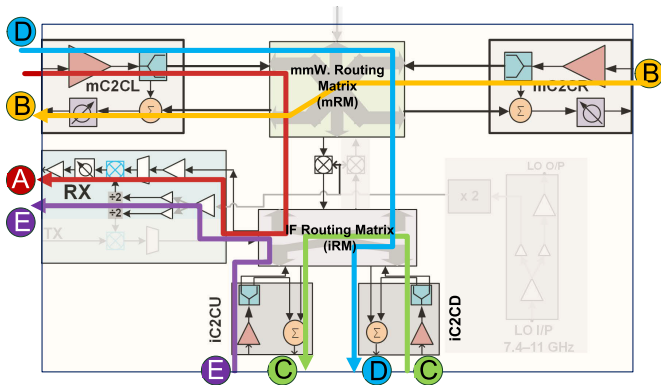 D
mC2CL
mmW. Routing
Matrix
(mRM)
mC2CR
B
B
Σ
Σ
A
RX
E
÷2
÷2
TX
x 2
LO O/P
LO I/P
7.4–11 GHz
IF Routing Matrix
(iRM)
iC2CU
Σ
Σ
iC2CD
E
C
D
C